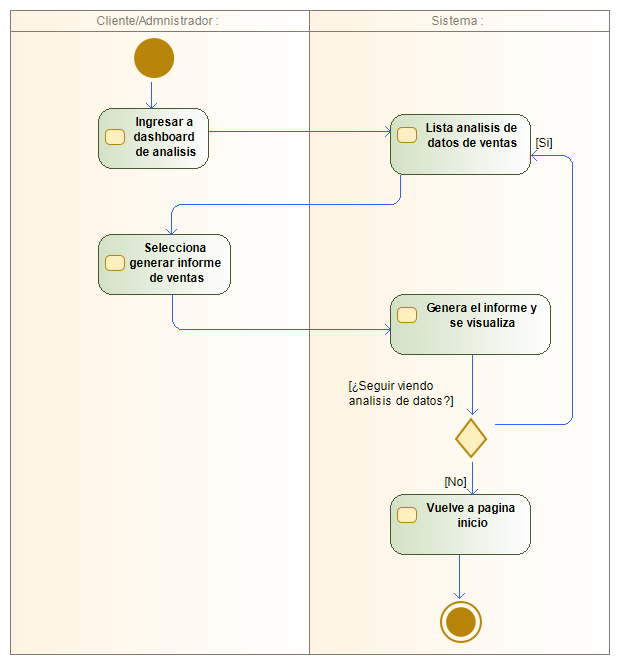 Cliente/Admnistrador :
Sistema :
Ingresar a
dashboard
de analisis
Lista analisis de
datos de ventas
[Si]
Selecciona
generar informe
de ventas
Genera el informe y
se visualiza
[¿Seguir viendo
analisis de datos?]
[No]
Vuelve a pagina
inicio